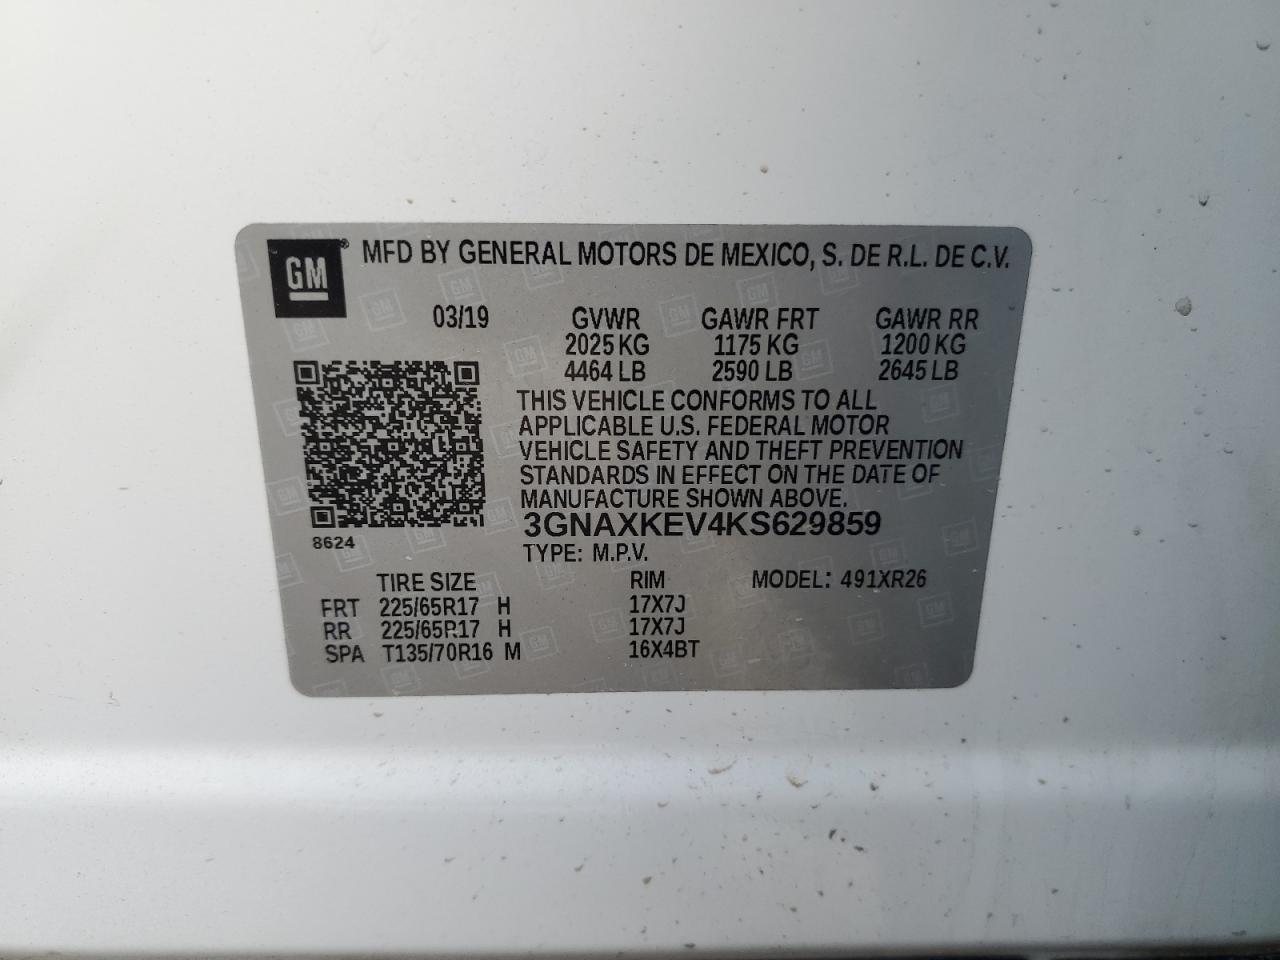 GM® MFD BY GENERAL MOTORS DE MEXICO, S. DE R.L. DE C.V.
03/19 GVWR GAWR FRT GAWR RR
2025 KG 1175 KG 1200 KG
4464 LB 2590 LB 2645 LB
THIS VEHICLE CONFORMS TO ALL
APPLICABLE U.S. FEDERAL MOTOR
VEHICLE SAFETY AND THEFT PREVENTION
STANDARDS IN EFFECT ON THE DATE OF
MANUFACTURE SHOWN ABOVE.
3GNAXKEV4KS629859
8624
TYPE: M.P.V.
TIRE SIZE RIM MODEL: 491XR26
FRT 225/65R17 H 17X7J
RR 225/65R17 H 17X7J
SPA T135/70R16 M 16X4BT